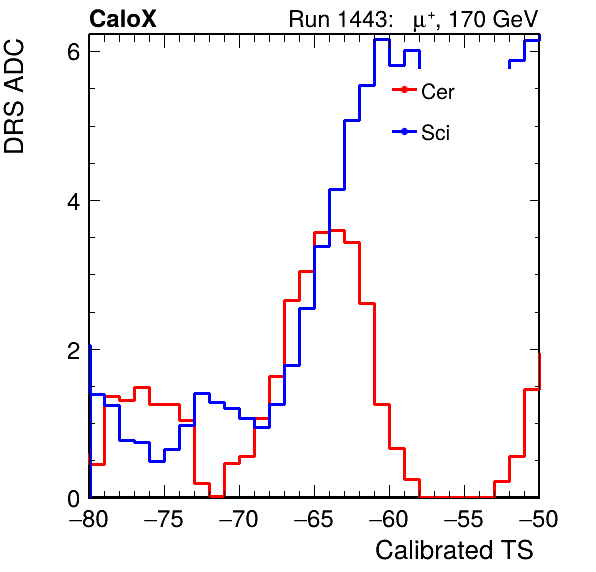 CaloX Run 1443: μ⁺, 170 GeV
DRS ADC
6
4
2
0
Cer
Sci
−80 −75 −70 −65 −60 −55 −50
Calibrated TS